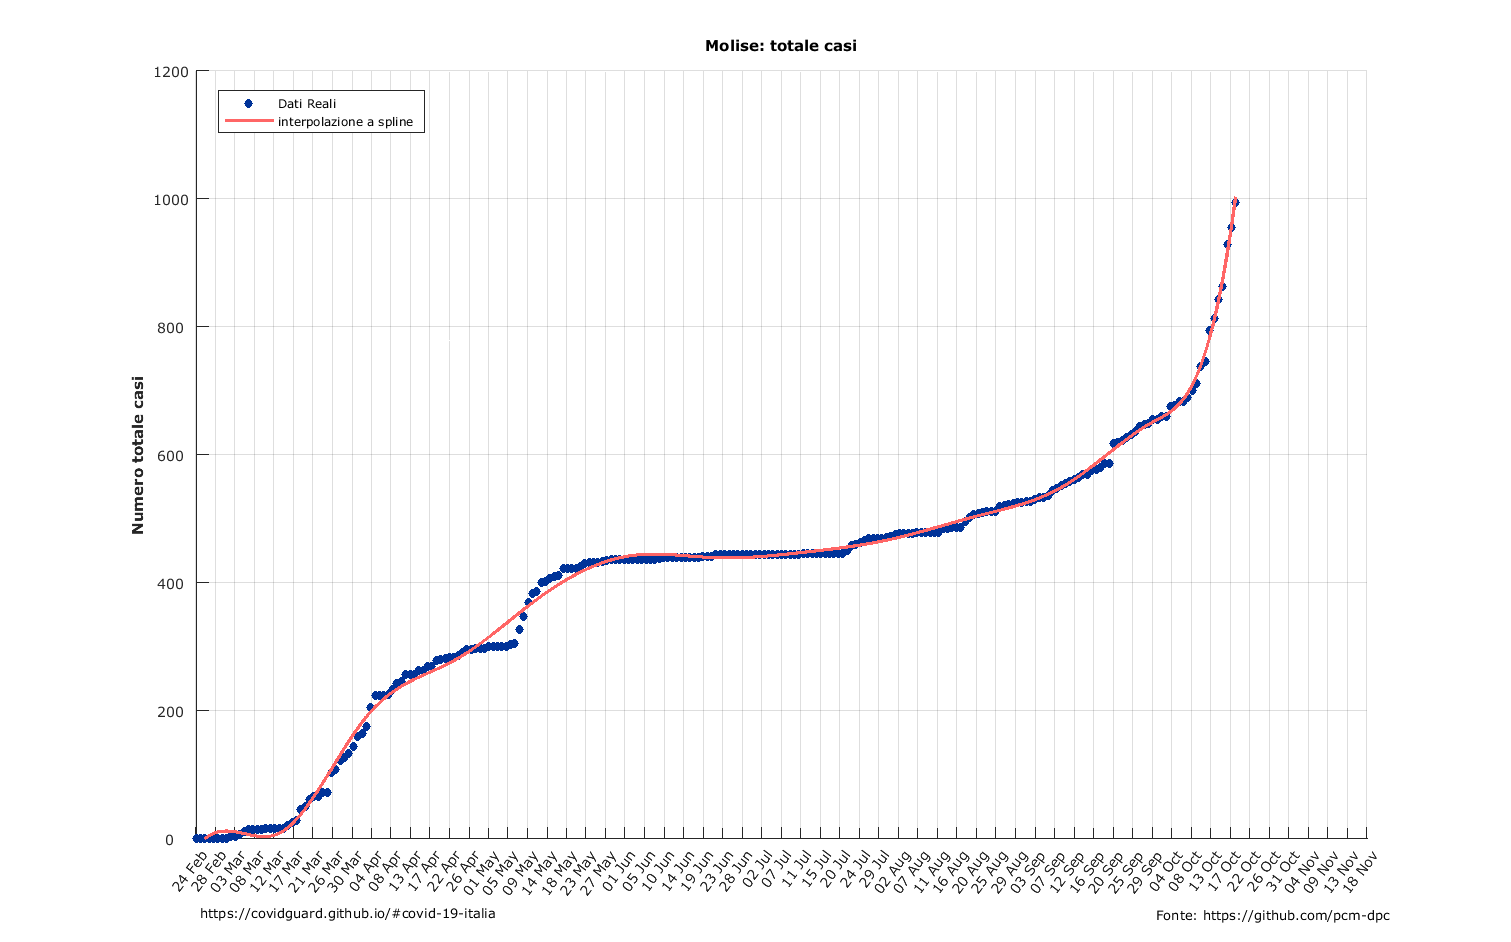 Molise: totale casi
1200
1000
800
600
400
200
0
Numero totale casi
Dati Reali
interpolazione a spline
24 Feb
28 Feb
03 Mar
08 Mar
12 Mar
17 Mar
21 Mar
26 Mar
30 Mar
04 Apr
08 Apr
13 Apr
17 Apr
22 Apr
26 Apr
01 May
05 May
09 May
14 May
18 May
23 May
27 May
01 Jun
05 Jun
10 Jun
14 Jun
19 Jun
23 Jun
28 Jun
02 Jul
07 Jul
11 Jul
15 Jul
20 Jul
24 Jul
29 Jul
02 Aug
07 Aug
11 Aug
16 Aug
20 Aug
25 Aug
29 Aug
03 Sep
07 Sep
12 Sep
16 Sep
20 Sep
25 Sep
29 Sep
04 Oct
08 Oct
13 Oct
17 Oct
22 Oct
26 Oct
31 Oct
04 Nov
09 Nov
13 Nov
18 Nov
https://covidguard.github.io/#covid-19-italia
Fonte: https://github.com/pcm-dpc